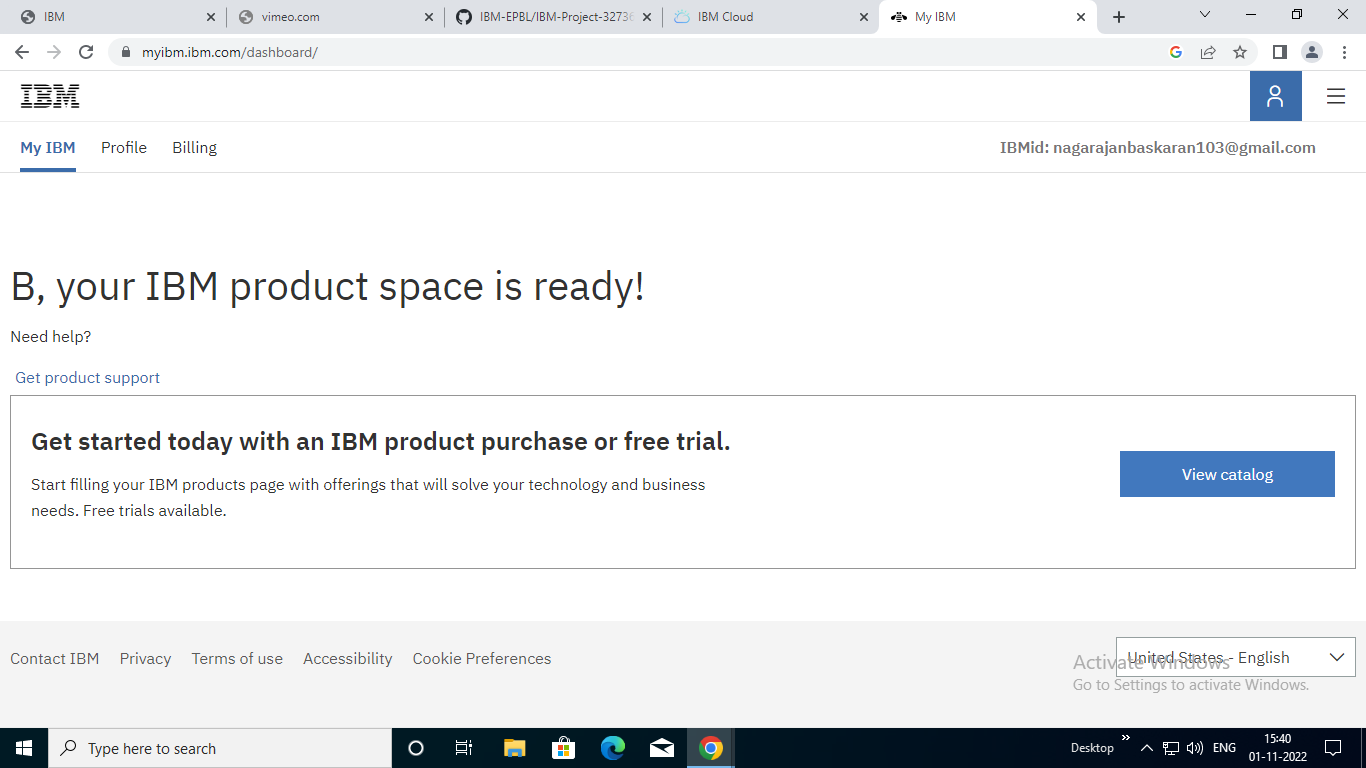 IBM
vimeo.com
IBM-EPBL/IBM-Project-3273
IBM Cloud
My IBM
myibm.ibm.com/dashboard/
IBM
My IBM
Profile
Billing
IBMid: nagarajanbaskaran103@gmail.com
B, your IBM product space is ready!
Need help?
Get product support
Get started today with an IBM product purchase or free trial.
Start filling your IBM products page with offerings that will solve your technology and business
needs. Free trials available.
View catalog
Contact IBM
Privacy
Terms of use
Accessibility
Cookie Preferences
United States - English
Activate Windows
Go to Settings to activate Windows.
Type here to search
Desktop
ENG
15:40
01-11-2022